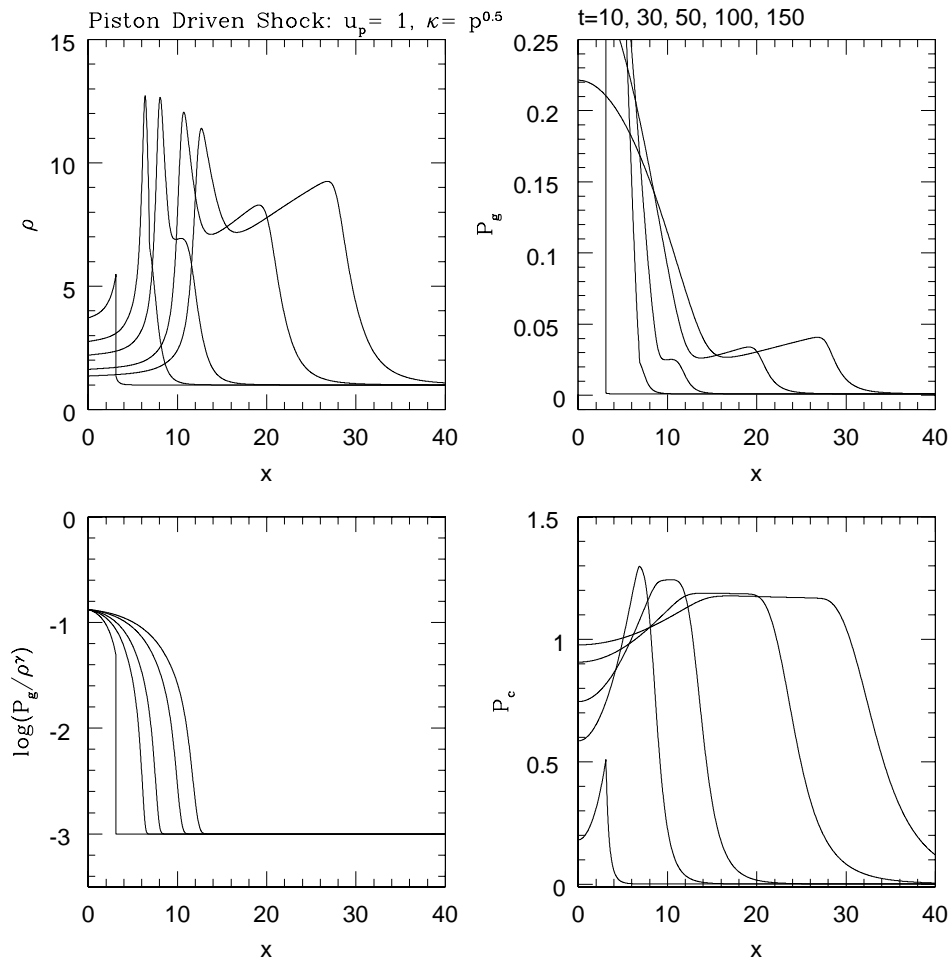 Piston Driven Shock: u_p= 1, κ= p^0.5
t=10, 30, 50, 100, 150
15
10
5
0
ρ
0 10 20 30 40
x
0.25
0.2
0.15
0.1
0.05
0
P_g
0 10 20 30 40
x
0
-1
-2
-3
log(P_g/ρ^γ)
0 10 20 30 40
x
1.5
1
0.5
0
P_c
0 10 20 30 40
x